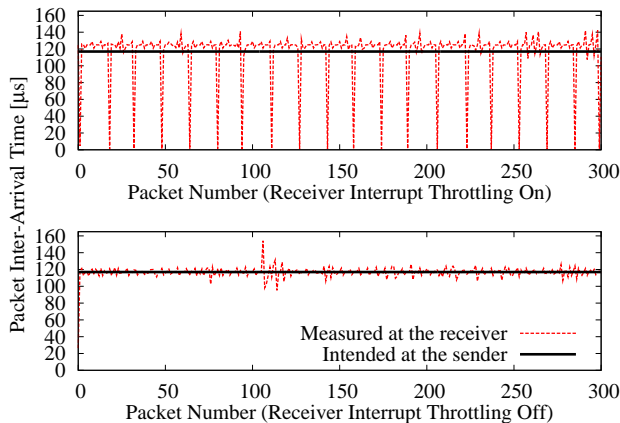 Packet Inter-Arrival Time [µs]
160
140
120
100
80
60
40
20
0
0 50 100 150 200 250 300
Packet Number (Receiver Interrupt Throttling On)
160
140
120
100
80
60
40
20
0
Measured at the receiver
Intended at the sender
0 50 100 150 200 250 300
Packet Number (Receiver Interrupt Throttling Off)